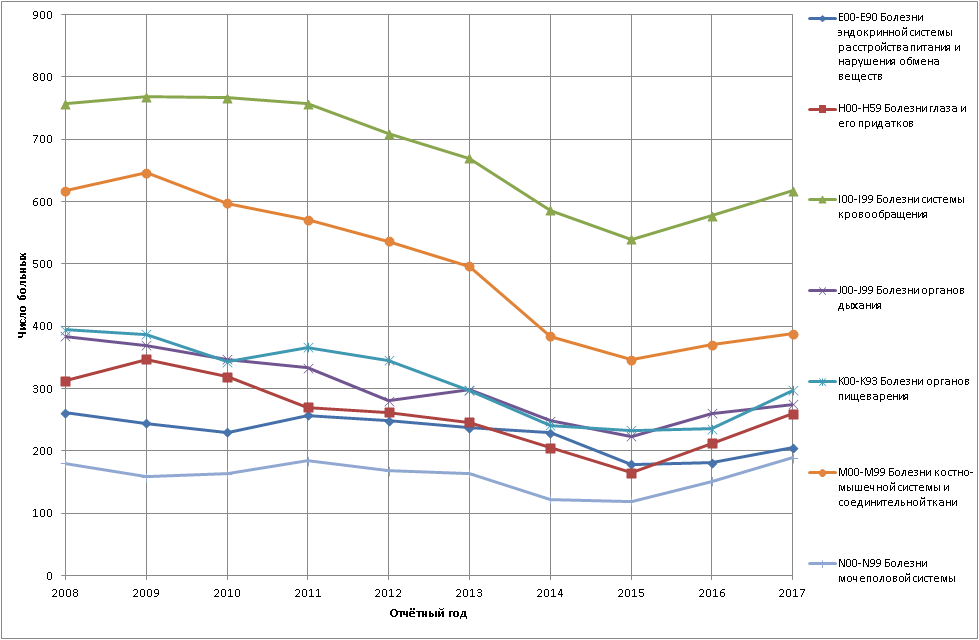 900
800
700
600
500
400
300
200
100
0
Число больных
2008 2009 2010 2011 2012 2013 2014 2015 2016 2017
Отчётный год
E00-E90 Болезни
эндокринной системы
расстройства питания и
нарушения обмена
веществ
H00-H59 Болезни глаза и
его придатков
I00-I99 Болезни системы
кровообращения
J00-J99 Болезни органов
дыхания
K00-K93 Болезни органов
пищеварения
M00-M99 Болезни костно-
мышечной системы и
соединительной ткани
N00-N99 Болезни
мочеполовой системы